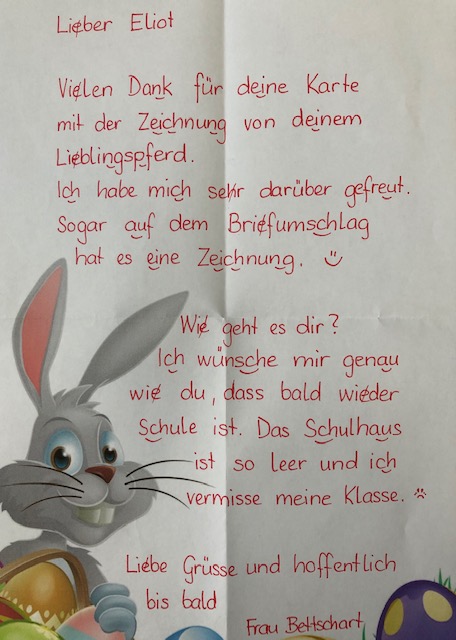 Lieber Eliot
Vielen Dank für deine Karte
mit der Zeichnung von deinem
Lieblingspferd.
Ich habe mich sehr darüber gefreut.
Sogar auf dem Briefumschlag
hat es eine Zeichnung. :)
Wie geht es dir?
Ich wünsche mir genau
wie du, dass bald wieder
Schule ist. Das Schulhaus
ist so leer und ich
vermisse meine Klasse. :(
Liebe Grüsse und hoffentlich
bis bald
Frau Bettschart